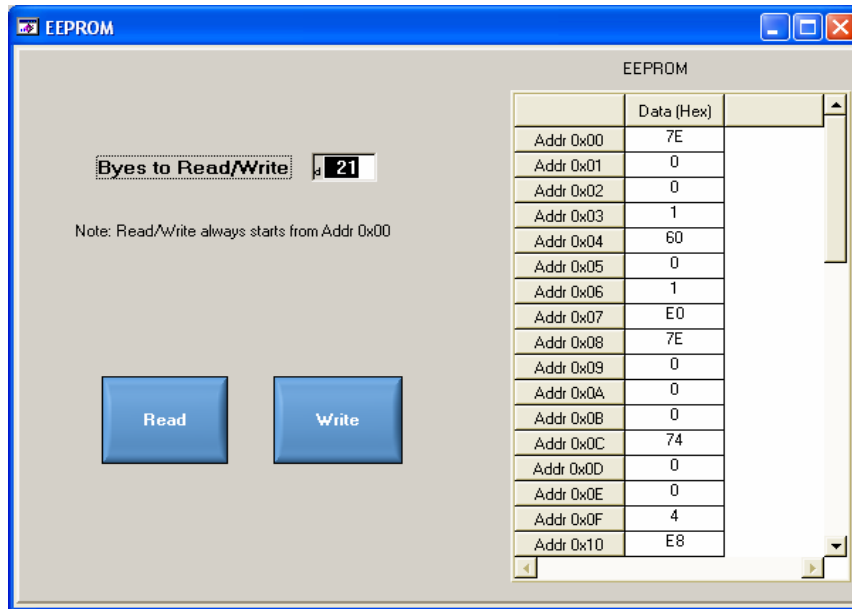 EEPROM
EEPROM
Data (Hex)
Byes to Read/Write d 21
Note: Read/Write always starts from Addr 0x00
Addr 0x00 7E
Addr 0x01 0
Addr 0x02 0
Addr 0x03 1
Addr 0x04 60
Addr 0x05 0
Addr 0x06 1
Addr 0x07 E0
Addr 0x08 7E
Addr 0x09 0
Addr 0x0A 0
Addr 0x0B 0
Addr 0x0C 74
Addr 0x0D 0
Addr 0x0E 0
Addr 0x0F 4
Addr 0x10 E8
Read Write